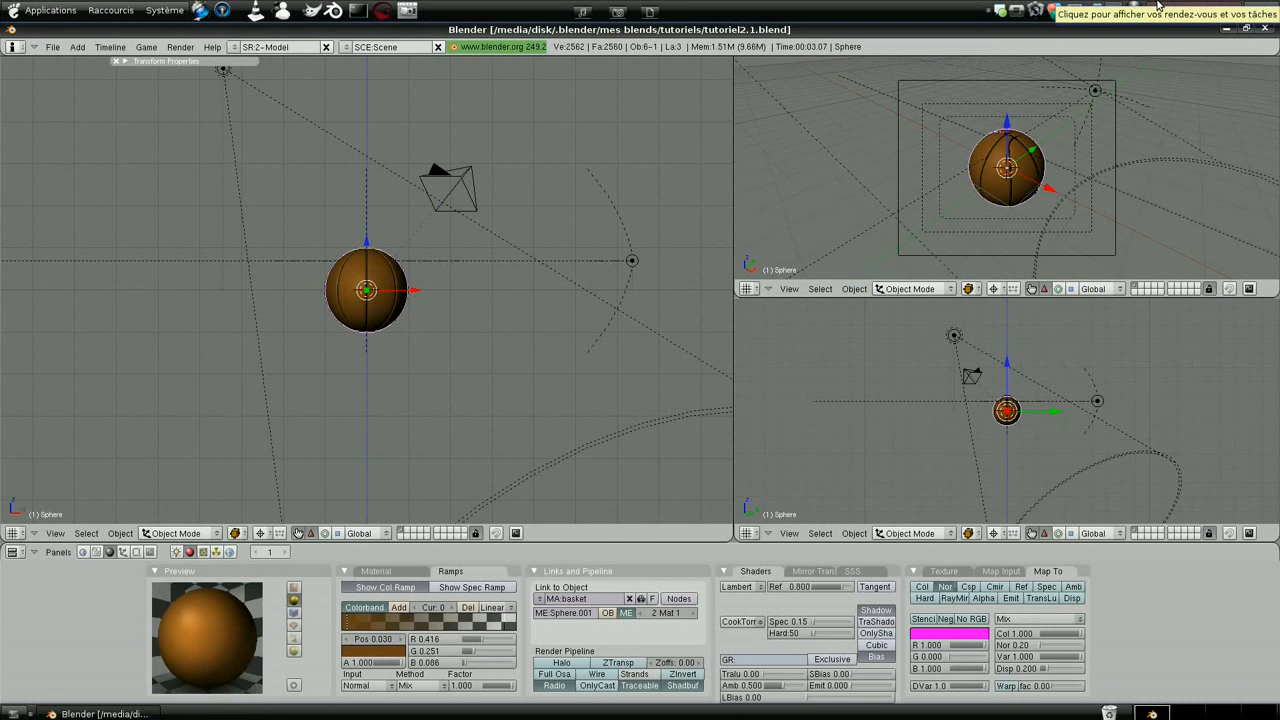 Applications Raccourcis Système
Cliquez pour afficher vos rendez-vous et vos tâches
Blender [/media/disk/.blender/mes blends/tutoriels/tutoriel2.1.blend]
File Add Timeline Game Render Help SR:2-Model SCE:Scene www.blender.org 249.2 Ve:2562 | Fa:2560 | Ob:6-1 | La:3 | Mem:1.51M (9.66M) | Time:00:03.07 | Sphere
Transform Properties
(1) Sphere
View Select Object Object Mode Global
(1) Sphere
View Select Object Object Mode Global
(1) Sphere
View Select Object Object Mode Global
Panels 1
Preview
Material Ramps
Show Col Ramp Show Spec Ramp
Colorband Add Cur: 0 Del Linear
Pos 0.030 R 0.416
G 0.251
A 1.000 B 0.086
Input Method Factor
Normal Mix 1.000
Links and Pipeline
Link to Object
MA:basket F Nodes
ME:Sphere.001 OB ME 2 Mat 1
Render Pipeline
Halo ZTransp Zoffs: 0.00
Full Osa Wire Strands ZInvert
Radio OnlyCast Traceable Shadbuf
Shaders Mirror Tran SSS
Lambert Ref 0.800 Tangent
Shadow
CookTorr Spec 0.15 TraShado
Hard:50 OnlySha
Cubic
GR: Exclusive Bias
Tralu 0.00 SBias 0.00
Amb 0.500 Emit 0.000
LBias 0.00
Texture Map Input Map To
Col Nor Csp Cmir Ref Spec Amb
Hard RayMir Alpha Emit TransLu Disp
Stenci Neg No RGB Mix
Col 1.000
R 1.000 Nor 0.20
G 0.000 Var 1.000
B 1.000 Disp 0.200
DVar 1.0 Warp fac 0.00
Blender [/media/di...